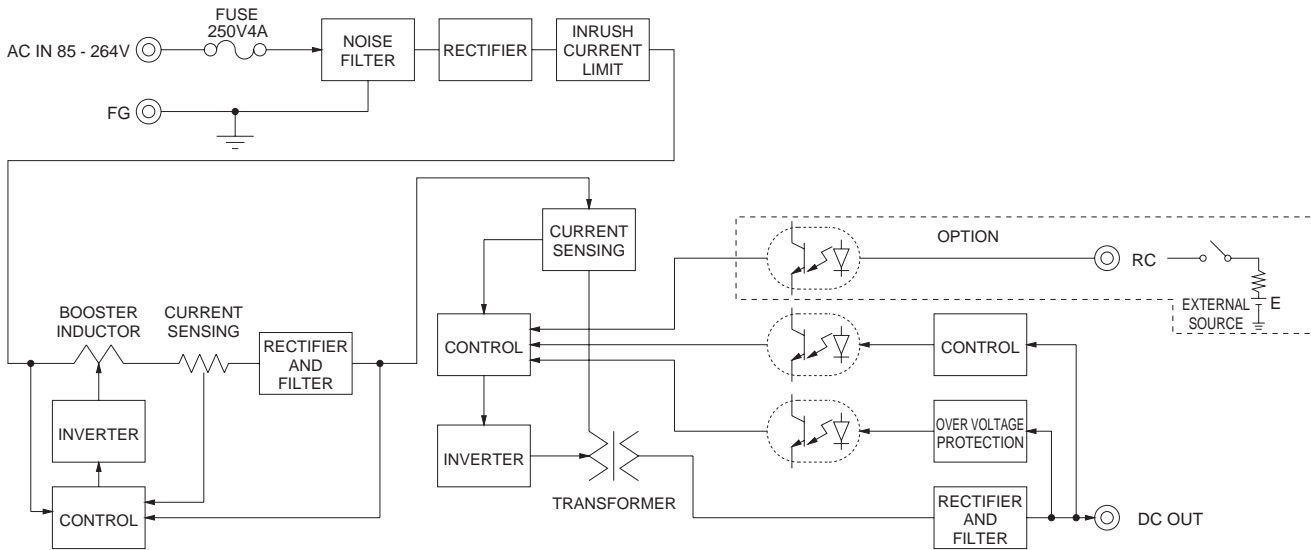 FUSE
250V4A
AC IN 85 - 264V
NOISE
FILTER
RECTIFIER
INRUSH
CURRENT
LIMIT
FG
CURRENT
SENSING
OPTION
RC
EXTERNAL
SOURCE
E
BOOSTER
INDUCTOR
CURRENT
SENSING
RECTIFIER
AND
FILTER
CONTROL
CONTROL
INVERTER
INVERTER
OVER VOLTAGE
PROTECTION
TRANSFORMER
CONTROL
RECTIFIER
AND
FILTER
DC OUT